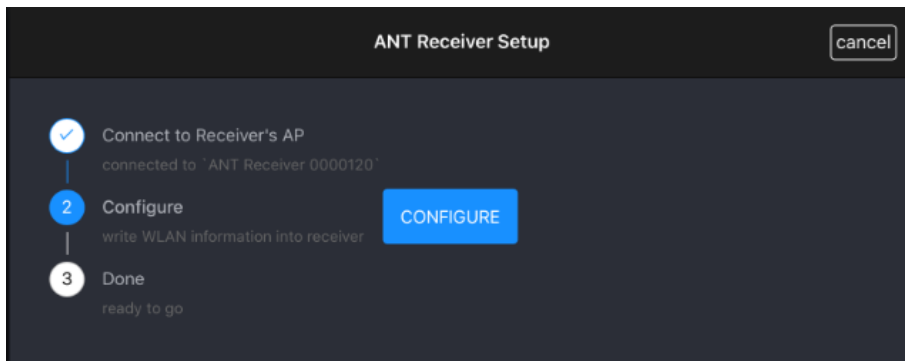 ANT Receiver Setup
cancel
Connect to Receiver's AP
connected to `ANT Receiver 0000120`
2
Configure
write WLAN information into receiver
CONFIGURE
3
Done
ready to go